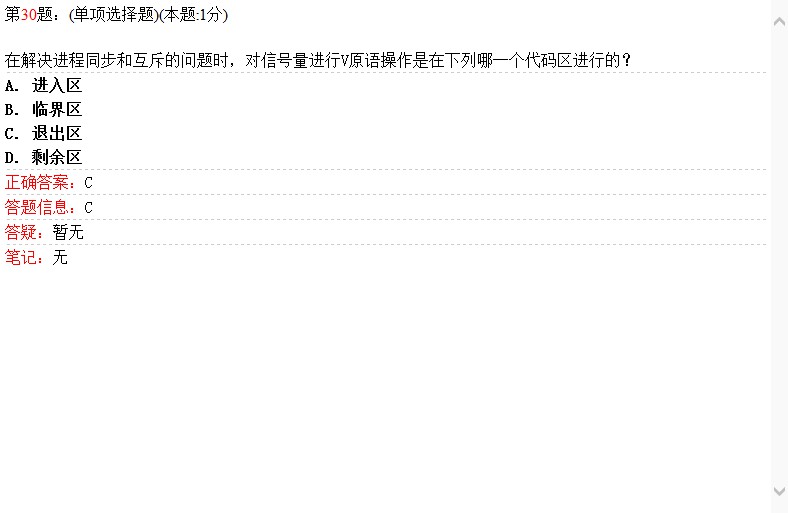 第30题：(单项选择题)(本题:1分)
在解决进程同步和互斥的问题时，对信号量进行V原语操作是在下列哪一个代码区进行的？
A. 进入区
B. 临界区
C. 退出区
D. 剩余区
正确答案：C
答题信息：C
答疑：暂无
笔记：无